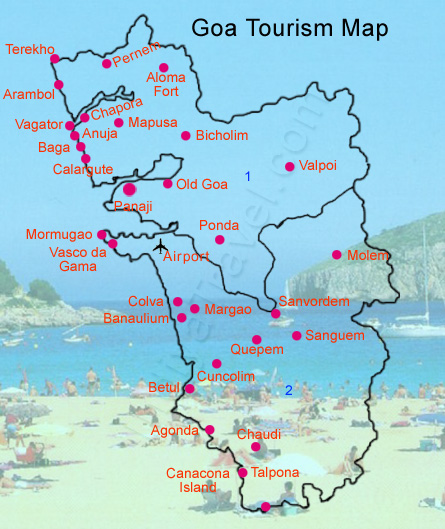 Goa Tourism Map
Terekho
Pernem
Aloma
Fort
Arambol
Chapora
Vagator
Anuja
Mapusa
Bicholim
Baga
Calargute
Valpoi
1
Old Goa
Panaji
Ponda
Mormugao
Vasco da
Gama
Airport
Molem
Colva
Margao
Sanvordem
Banaulium
Sanguem
Quepem
Cuncolim
Betul
2
Agonda
Chaudi
Canacona
Island
Talpona